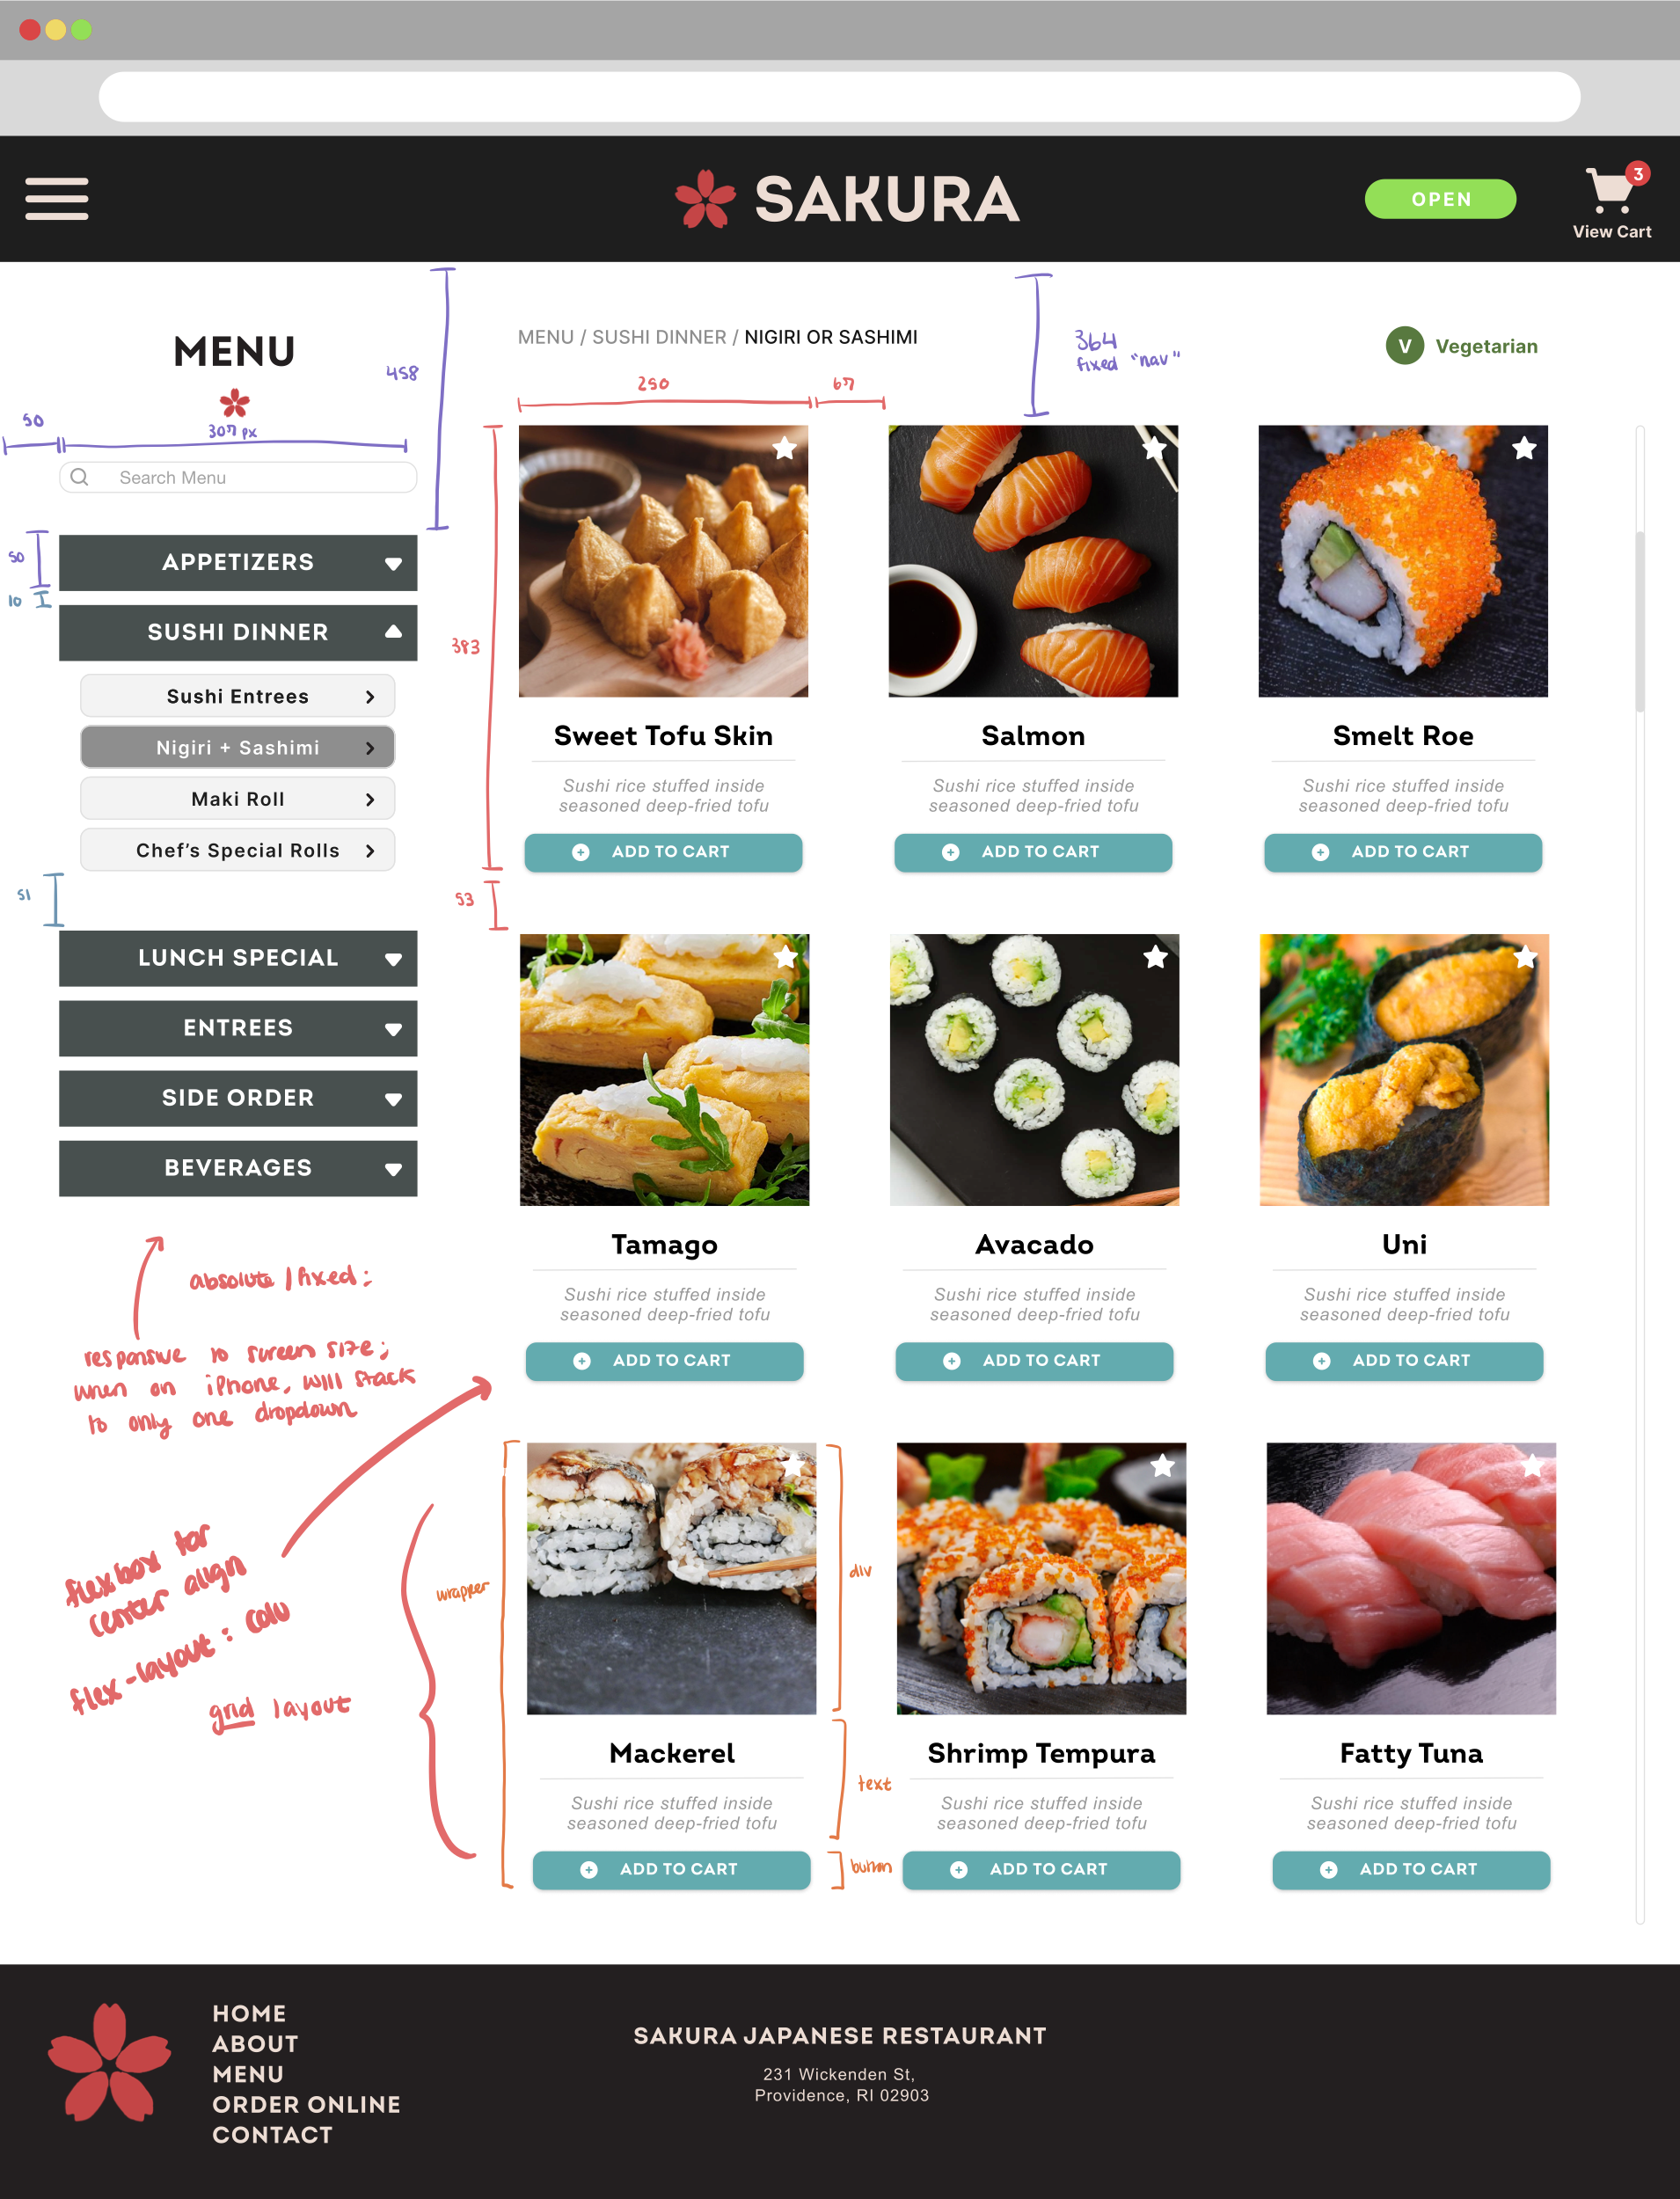 SAKURA
OPEN
3
View Cart
MENU
458
50
307 px
Search Menu
50
10
APPETIZERS
SUSHI DINNER
Sushi Entrees
Nigiri + Sashimi
Maki Roll
Chef's Special Rolls
51
LUNCH SPECIAL
ENTREES
SIDE ORDER
BEVERAGES
absolute / fixed;
responsive to screen size;
when on iPhone, will stack
to only one dropdown
flexbox for
center align
flex-layout: colu
grid layout
MENU / SUSHI DINNER / NIGIRI OR SASHIMI
364
fixed "nav"
V Vegetarian
250
67
383
53
Sweet Tofu Skin
Sushi rice stuffed inside
seasoned deep-fried tofu
ADD TO CART
Salmon
Sushi rice stuffed inside
seasoned deep-fried tofu
ADD TO CART
Smelt Roe
Sushi rice stuffed inside
seasoned deep-fried tofu
ADD TO CART
Tamago
Sushi rice stuffed inside
seasoned deep-fried tofu
ADD TO CART
Avacado
Sushi rice stuffed inside
seasoned deep-fried tofu
ADD TO CART
Uni
Sushi rice stuffed inside
seasoned deep-fried tofu
ADD TO CART
wrapper
div
text
button
Mackerel
Sushi rice stuffed inside
seasoned deep-fried tofu
ADD TO CART
Shrimp Tempura
Sushi rice stuffed inside
seasoned deep-fried tofu
ADD TO CART
Fatty Tuna
Sushi rice stuffed inside
seasoned deep-fried tofu
ADD TO CART
HOME
ABOUT
MENU
ORDER ONLINE
CONTACT
SAKURA JAPANESE RESTAURANT
231 Wickenden St,
Providence, RI 02903